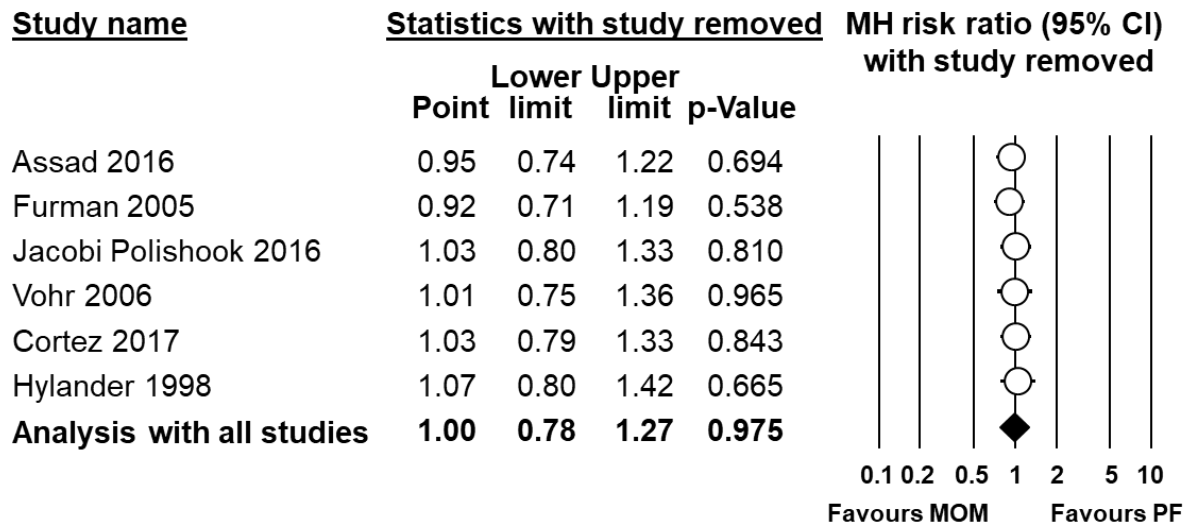 Study name Statistics with study removed MH risk ratio (95% CI)
with study removed
Lower Upper
Point limit limit p-Value
Assad 2016 0.95 0.74 1.22 0.694
Furman 2005 0.92 0.71 1.19 0.538
Jacobi Polishook 2016 1.03 0.80 1.33 0.810
Vohr 2006 1.01 0.75 1.36 0.965
Cortez 2017 1.03 0.79 1.33 0.843
Hylander 1998 1.07 0.80 1.42 0.665
Analysis with all studies 1.00 0.78 1.27 0.975
0.1 0.2 0.5 1 2 5 10
Favours MOM Favours PF